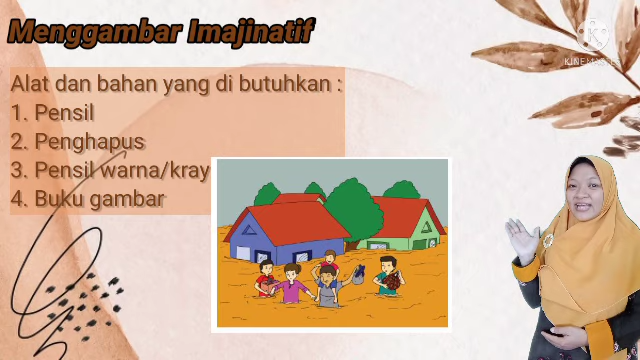 Menggambar Imajinatif
KINEMASTER
Alat dan bahan yang di butuhkan :
1. Pensil
2. Penghapus
3. Pensil warna/kray
4. Buku gambar